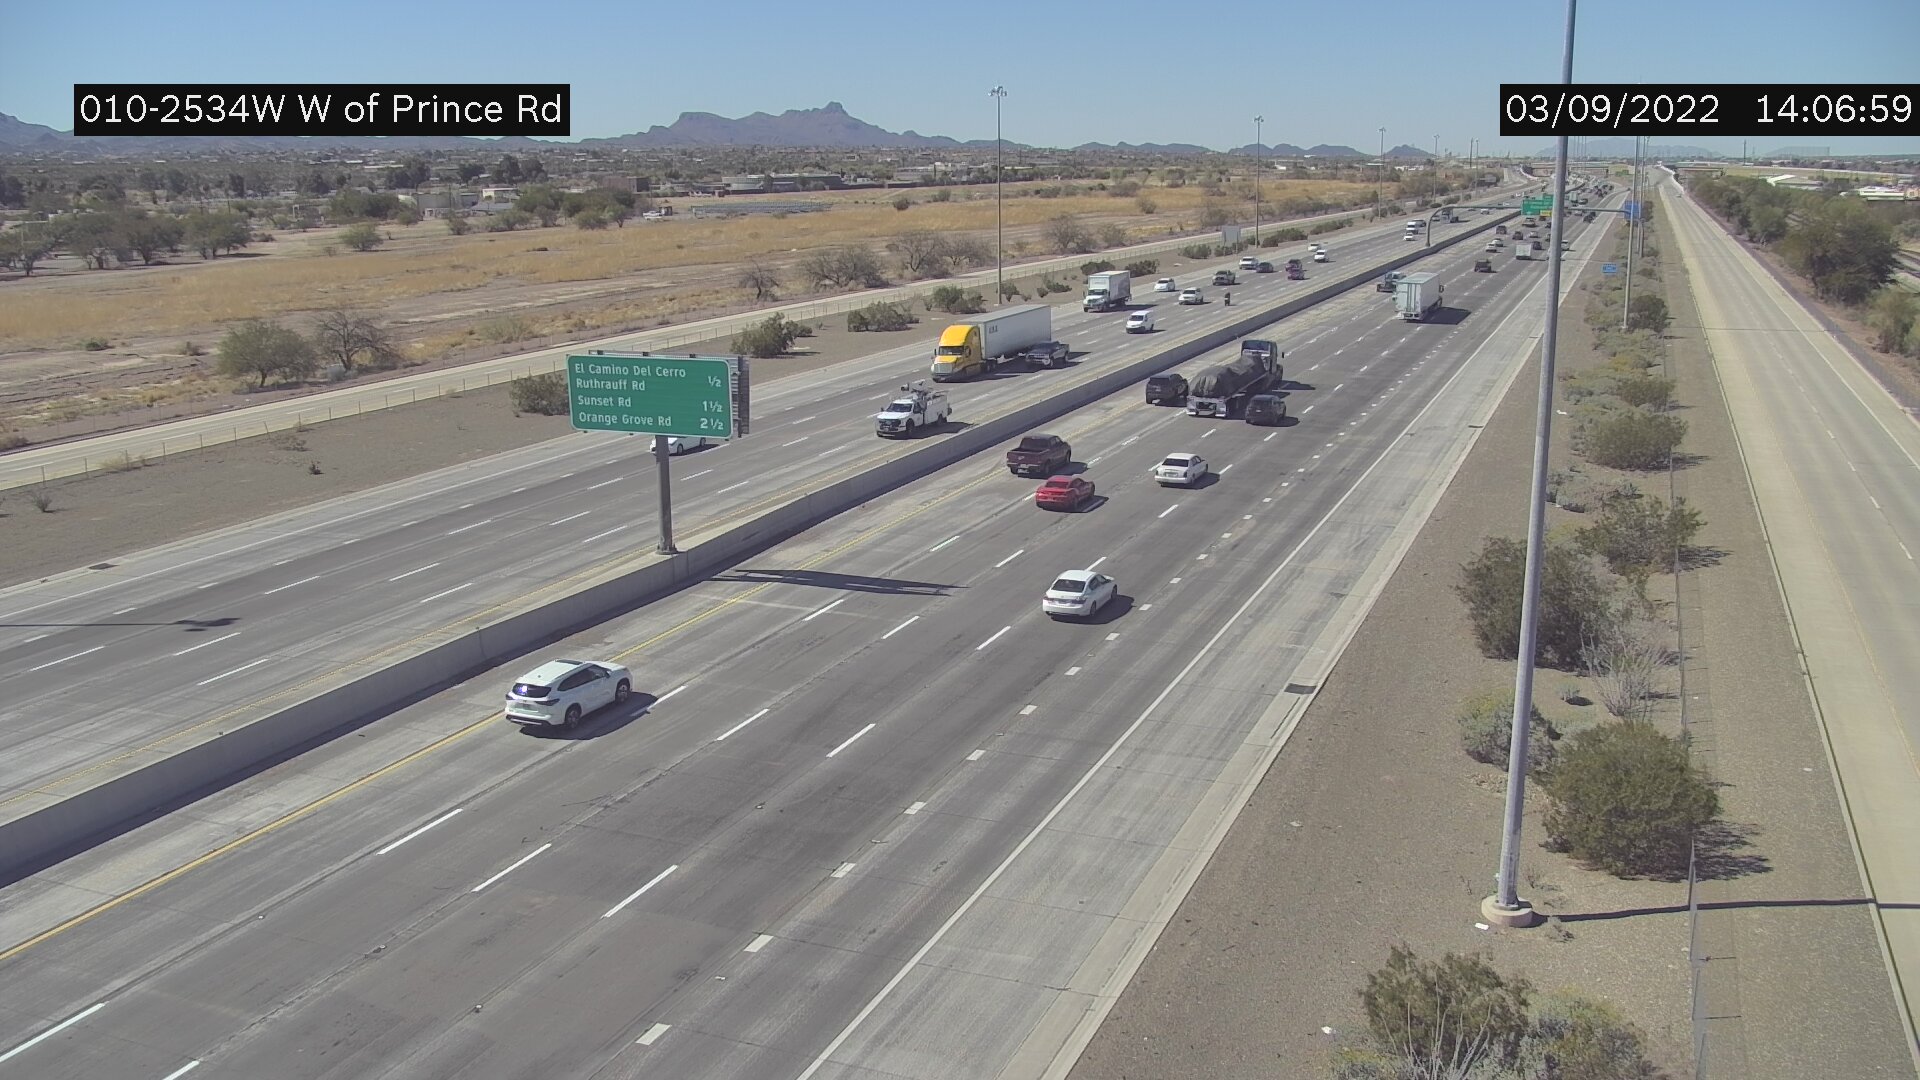 010-2534W W of Prince Rd
03/09/2022 14:06:59
El Camino Del Cerro
Ruthrauff Rd 1/2
Sunset Rd 1 1/2
Orange Grove Rd 2 1/2